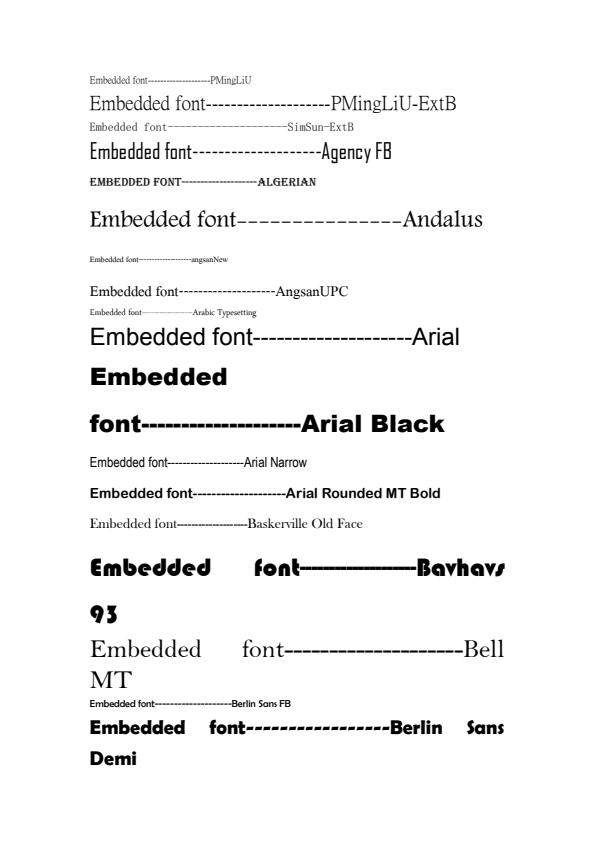 Embedded font--------------------PMingLiU
Embedded font--------------------PMingLiU-ExtB
Embedded font--------------------SimSun-ExtB
Embedded font--------------------Agency FB
EMBEDDED FONT--------------------ALGERIAN
Embedded font--------------------Andalus
Embedded font--------------------angsanNew
Embedded font--------------------AngsanUPC
Embedded font--------------------Arabic Typesetting
Embedded font--------------------Arial
Embedded
font--------------------Arial Black
Embedded font--------------------Arial Narrow
Embedded font--------------------Arial Rounded MT Bold
Embedded font--------------------Baskerville Old Face
Embedded font--------------------Bavhavs
93
Embedded font--------------------Bell
MT
Embedded font--------------------Berlin Sans FB
Embedded font-----------------Berlin Sans
Demi